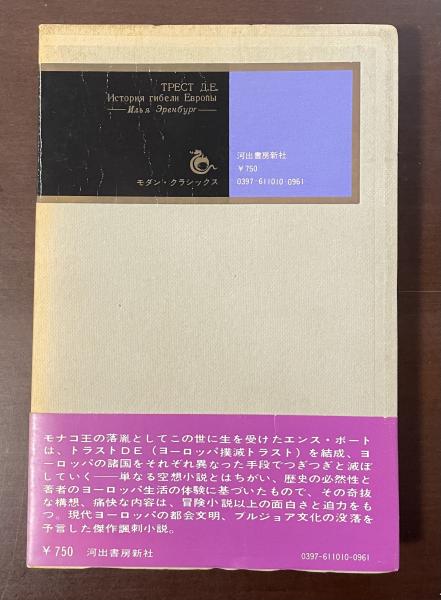 ТРЕСТ Д.Е.
История гибели Европы
Илья Эренбург
モダン・クラシックス
河出書房新社
¥ 750
0397-611010-0961
モナコ王の落胤としてこの世に生を受けたエンス・ボート
は、トラストDE（ヨーロッパ撲滅トラスト）を結成、ヨ
ーロッパの諸国をそれぞれ異なった手段でつぎつぎと滅ぼ
していく――単なる空想小説とはちがい、歴史の必然性と
著者のヨーロッパ生活の体験に基づいたもので、その奇抜
な構想、痛快な内容は、冒険小説以上の面白さと迫力をも
つ。現代ヨーロッパの都会文明、ブルジョア文化の没落を
予言した傑作諷刺小説。
¥ 750 河出書房新社
0397-611010-0961